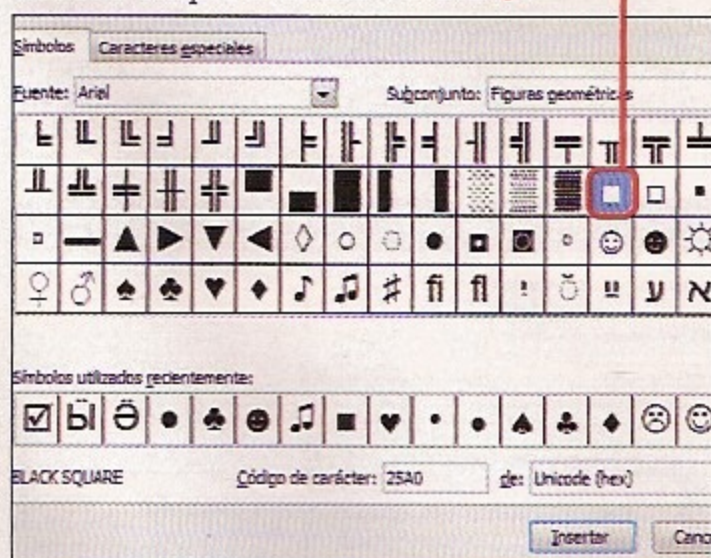 Símbolos Caracteres especiales
Fuente: Arial Subconjunto: Figuras geométricas
Símbolos utilizados recientemente:
BLACK SQUARE Código de carácter: 25A0 de: Unicode (hex)
Insertar Canc